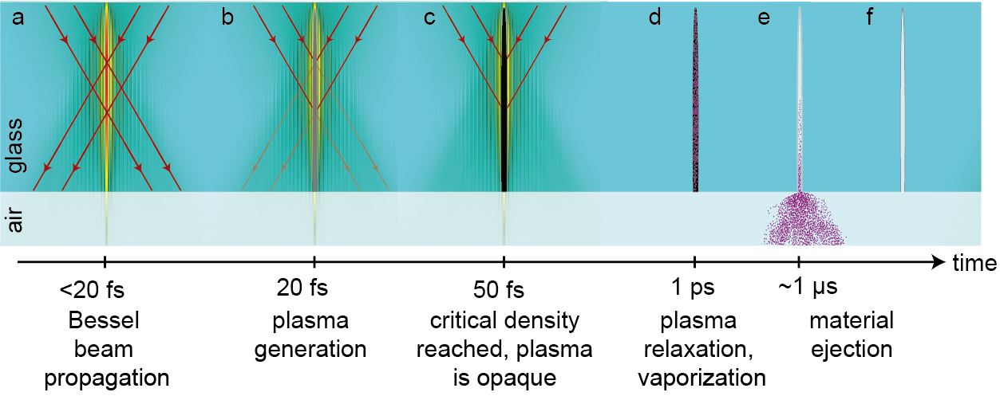 a
b
c
d
e
f
glass
air
time
<20 fs
20 fs
50 fs
1 ps
~1 µs
Bessel
beam
propagation
plasma
generation
critical density
reached, plasma
is opaque
plasma
relaxation,
vaporization
material
ejection